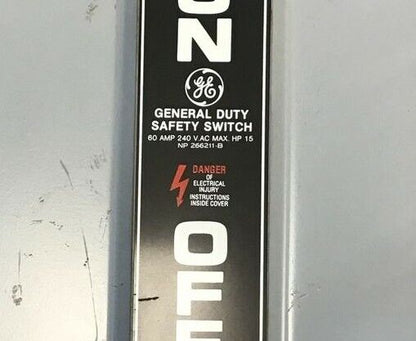 ON
GE
GENERAL DUTY
SAFETY SWITCH
60 AMP 240 V.AC MAX. HP 15
NP 266211-B
DANGER
OF
ELECTRICAL
INJURY
INSTRUCTIONS
INSIDE COVER
OFF